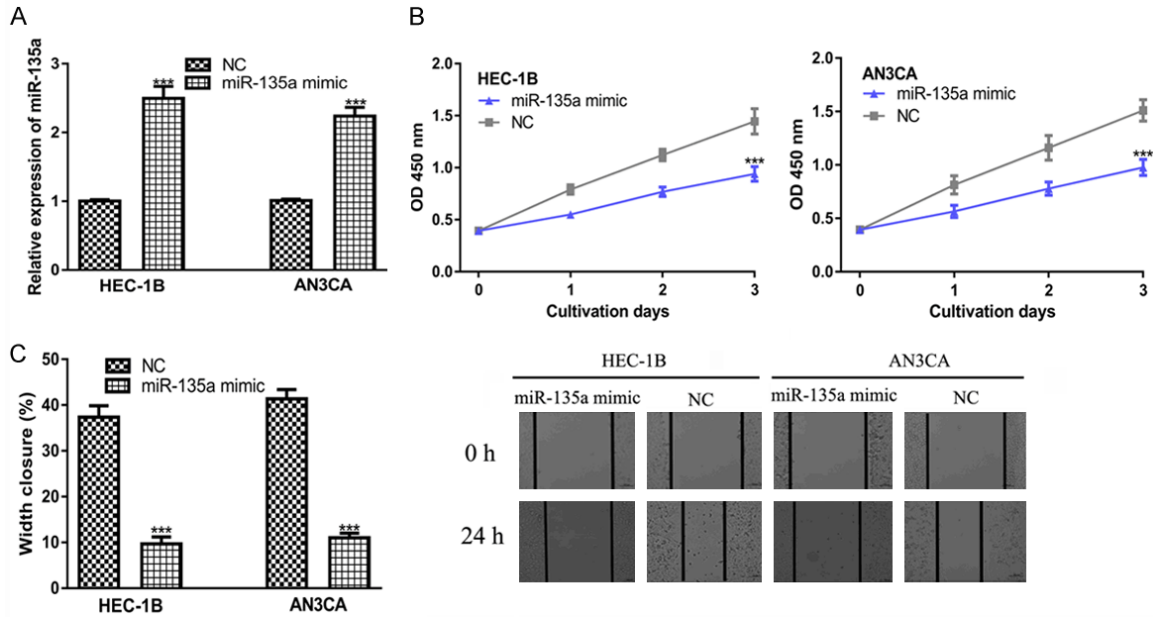 A
Relative expression of miR-135a
3
2
1
0
NC
miR-135a mimic
***
***
HEC-1B
AN3CA
B
OD 450 nm
2.0
1.5
1.0
0.5
0.0
HEC-1B
miR-135a mimic
NC
***
0
1
2
3
Cultivation days
OD 450 nm
2.0
1.5
1.0
0.5
0.0
AN3CA
miR-135a mimic
NC
***
0
1
2
3
Cultivation days
C
Width closure (%)
50
40
30
20
10
0
NC
miR-135a mimic
***
***
HEC-1B
AN3CA
HEC-1B
AN3CA
miR-135a mimic
NC
miR-135a mimic
NC
0 h
24 h